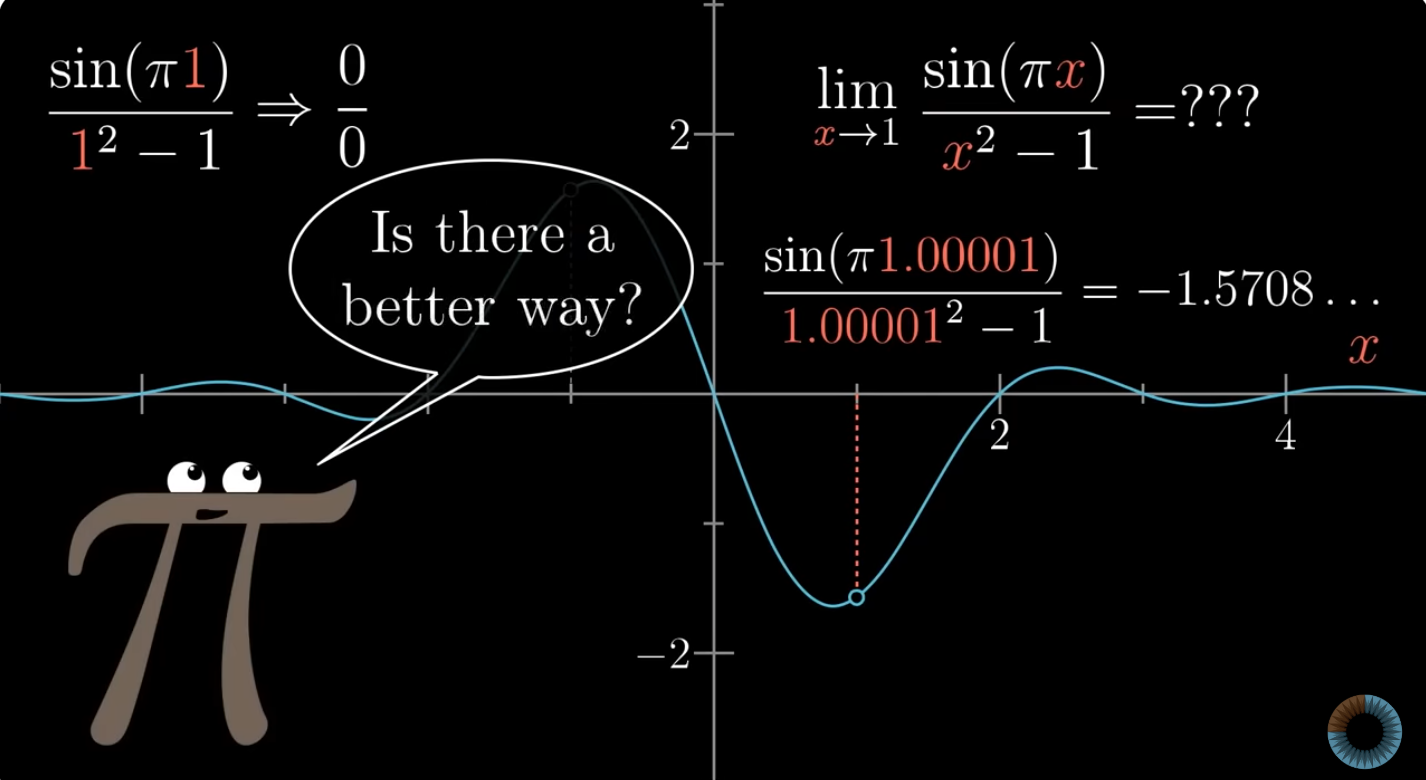 sin(π1)/(1² − 1) ⇒ 0/0
lim x→1 sin(πx)/(x² − 1) =???
Is there a
better way?
sin(π1.00001)/(1.00001² − 1) = −1.5708...
x
2
−2
2
4